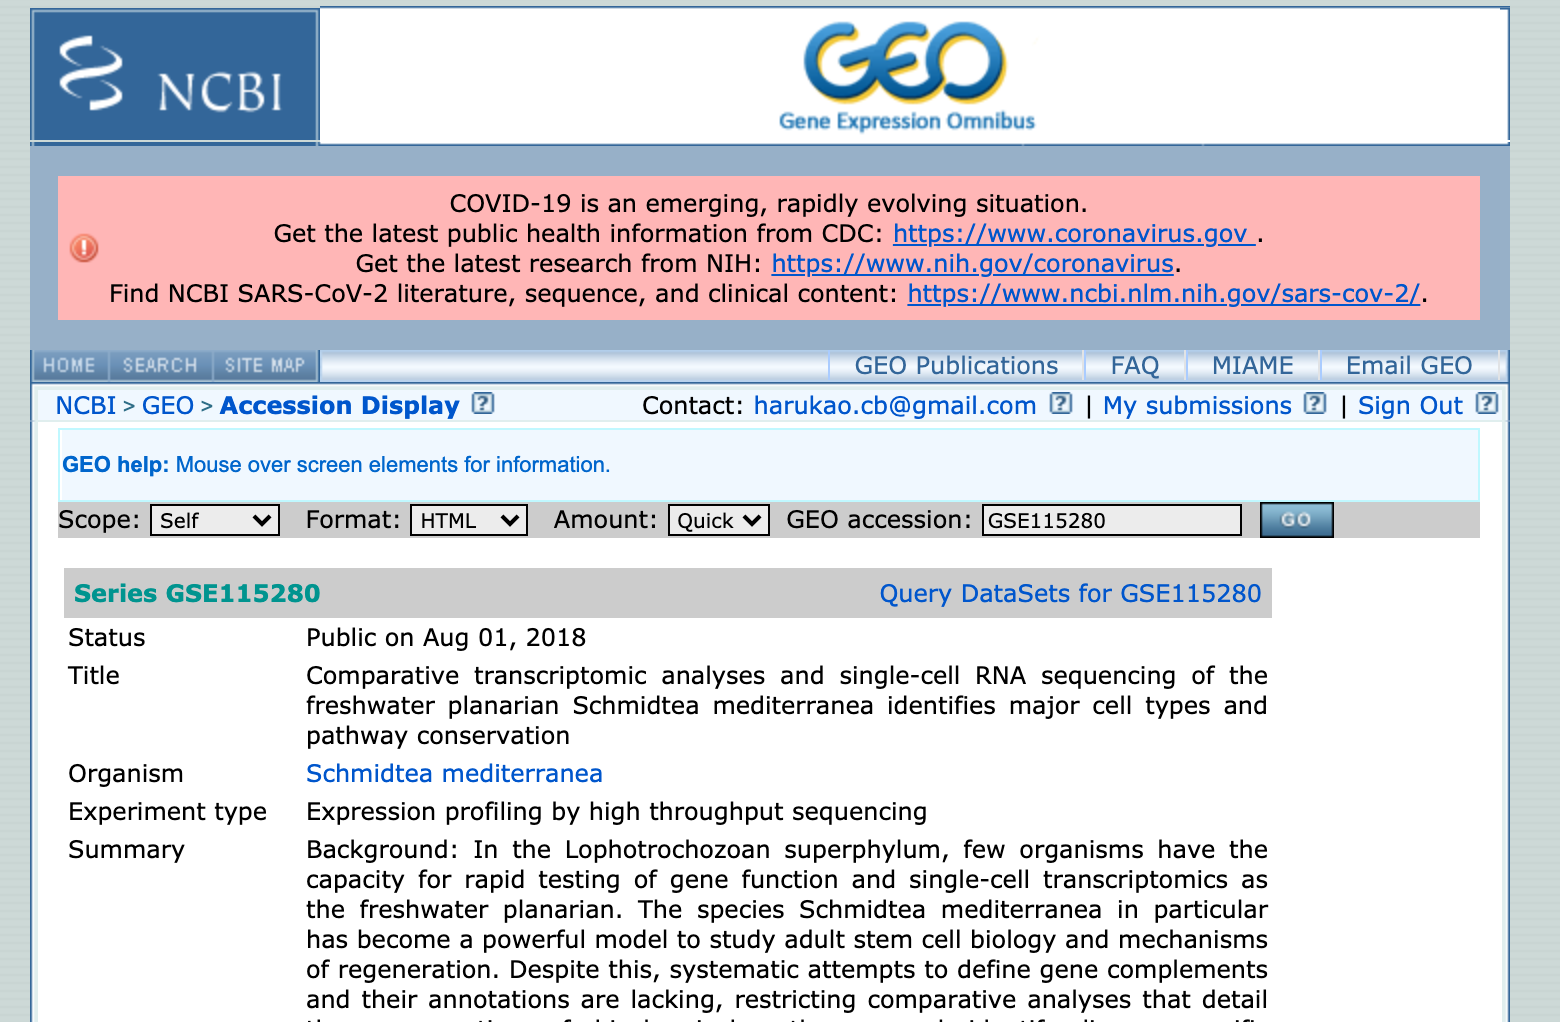 NCBI
GEO
Gene Expression Omnibus
COVID-19 is an emerging, rapidly evolving situation.
Get the latest public health information from CDC: https://www.coronavirus.gov .
Get the latest research from NIH: https://www.nih.gov/coronavirus.
Find NCBI SARS-CoV-2 literature, sequence, and clinical content: https://www.ncbi.nlm.nih.gov/sars-cov-2/.
HOME SEARCH SITE MAP GEO Publications FAQ MIAME Email GEO
NCBI > GEO > Accession Display ? Contact: harukao.cb@gmail.com ? | My submissions ? | Sign Out ?
GEO help: Mouse over screen elements for information.
Scope: Self Format: HTML Amount: Quick GEO accession: GSE115280 GO
Series GSE115280 Query DataSets for GSE115280
Status Public on Aug 01, 2018
Title Comparative transcriptomic analyses and single-cell RNA sequencing of the
freshwater planarian Schmidtea mediterranea identifies major cell types and
pathway conservation
Organism Schmidtea mediterranea
Experiment type Expression profiling by high throughput sequencing
Summary Background: In the Lophotrochozoan superphylum, few organisms have the
capacity for rapid testing of gene function and single-cell transcriptomics as
the freshwater planarian. The species Schmidtea mediterranea in particular
has become a powerful model to study adult stem cell biology and mechanisms
of regeneration. Despite this, systematic attempts to define gene complements
and their annotations are lacking, restricting comparative analyses that detail